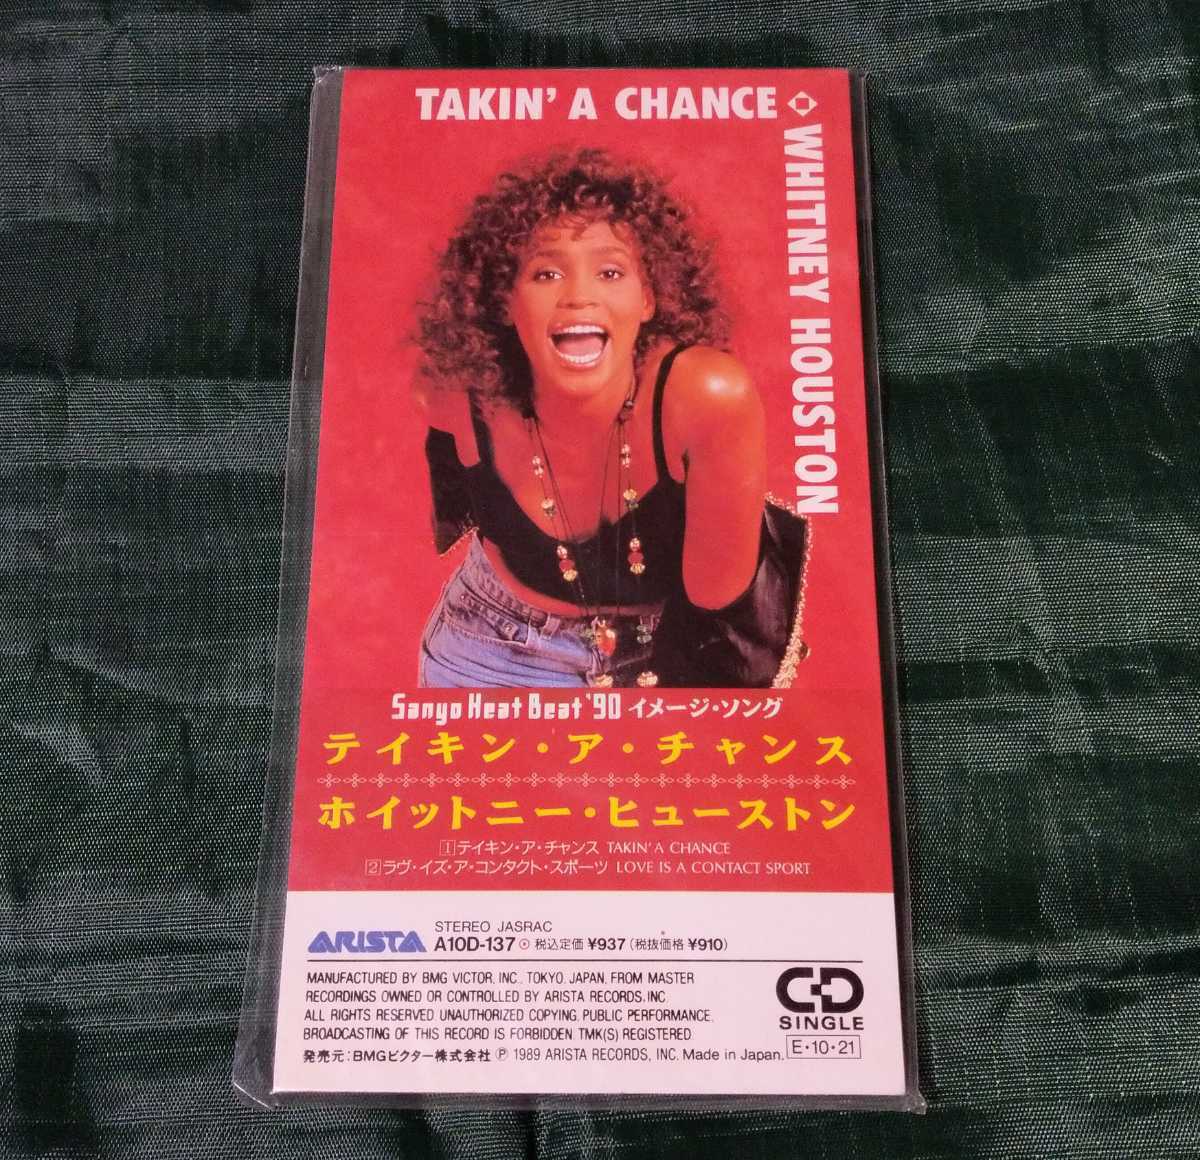 TAKIN' A CHANCE
WHITNEY HOUSTON
Sanyo Heat Beat '90 イメージ・ソング
テイキン・ア・チャンス
ホイットニー・ヒューストン
1 テイキン・ア・チャンス TAKIN' A CHANCE
2 ラヴ・イズ・ア・コンタクト・スポーツ LOVE IS A CONTACT SPORT
ARISTA
STEREO JASRAC
A10D-137 税込定価 ¥937 (税抜価格 ¥910)
MANUFACTURED BY BMG VICTOR, INC., TOKYO, JAPAN, FROM MASTER
RECORDINGS OWNED OR CONTROLLED BY ARISTA RECORDS, INC.
ALL RIGHTS RESERVED UNAUTHORIZED COPYING, PUBLIC PERFORMANCE,
BROADCASTING OF THIS RECORD IS FORBIDDEN. TMK(S) REGISTERED
発売元：BMGビクター株式会社 Ⓟ 1989 ARISTA RECORDS, INC. Made in Japan.
CD
SINGLE
E・10・21